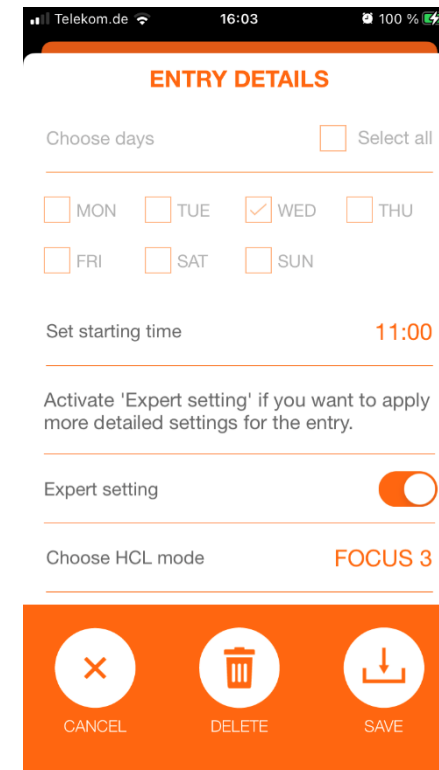 Telekom.de 16:03 100 %
ENTRY DETAILS
Choose days Select all
MON TUE WED THU
FRI SAT SUN
Set starting time 11:00
Activate 'Expert setting' if you want to apply
more detailed settings for the entry.
Expert setting
Choose HCL mode FOCUS 3
CANCEL DELETE SAVE